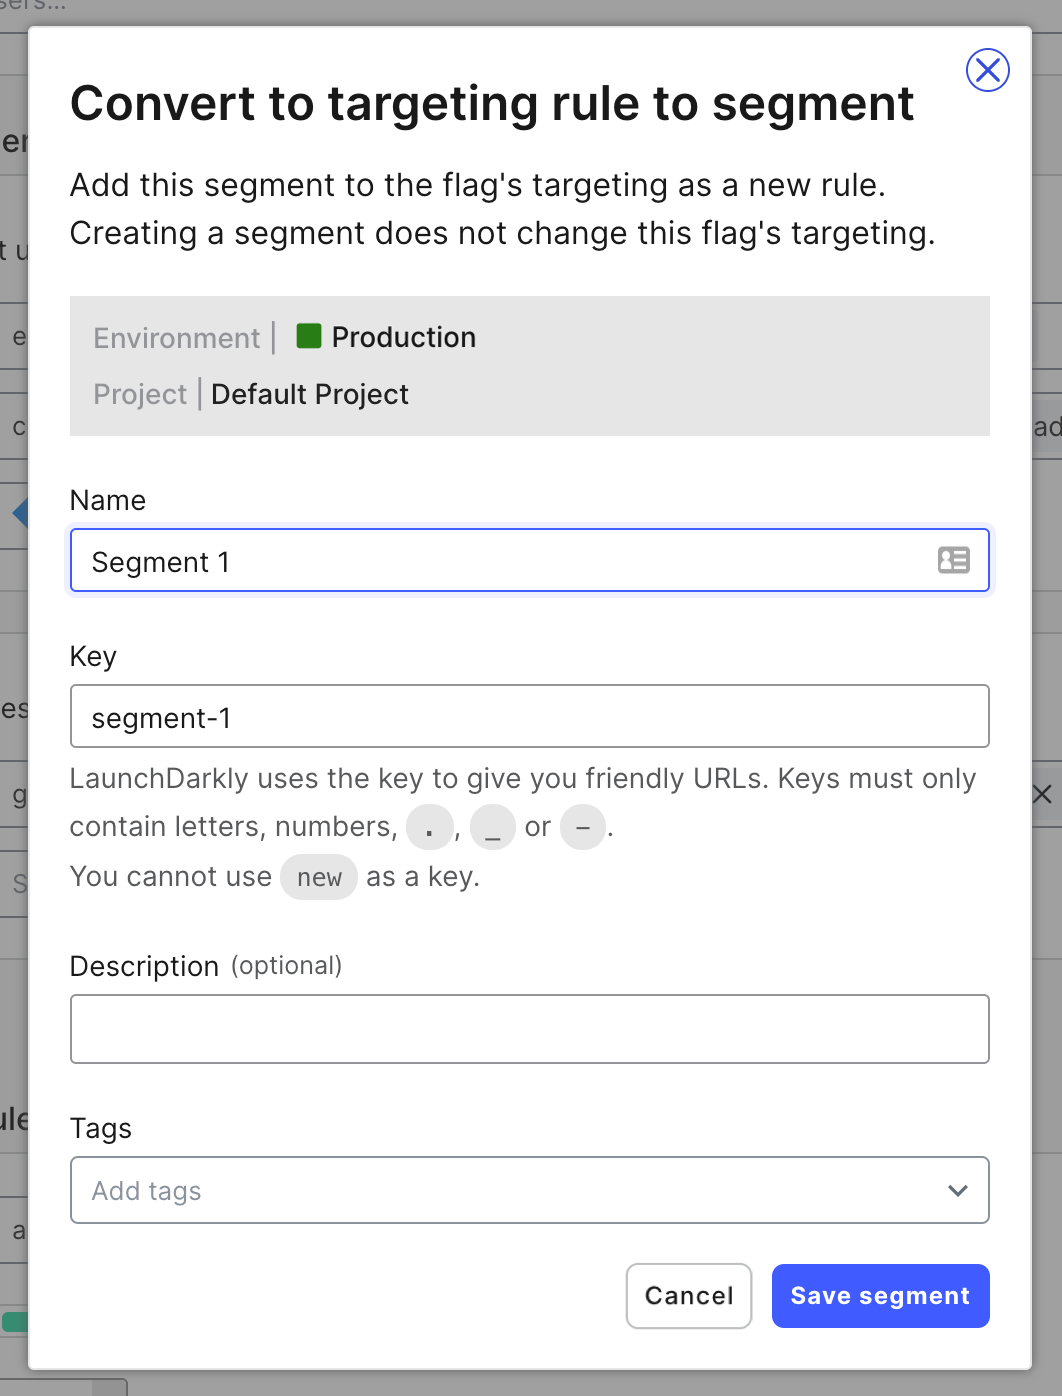 sers...
Convert to targeting rule to segment
Add this segment to the flag's targeting as a new rule.
Creating a segment does not change this flag's targeting.
Environment | Production
Project | Default Project
Name
Segment 1
Key
segment-1
LaunchDarkly uses the key to give you friendly URLs. Keys must only
contain letters, numbers, . , _ or - .
You cannot use new as a key.
Description (optional)
Tags
Add tags
Cancel Save segment